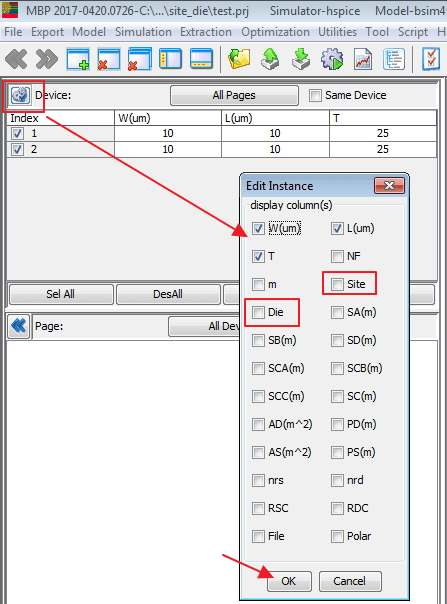 MBP 2017-0420.0726-C:\...\site_die\test.prj Simulator-hspice Model-bsim4
File Export Model Simulation Extraction Optimization Utilities Tool Script H
Device: All Pages Same Device
Index W(um) L(um) T
1 10 10 25
2 10 10 25
Edit Instance
display column(s)
W(um) L(um)
T NF
m Site
Die SA(m)
SB(m) SD(m)
SCA(m) SCB(m)
SCC(m) SC(m)
AD(m^2) PD(m)
AS(m^2) PS(m)
nrs nrd
RSC RDC
File Polar
OK Cancel
Sel All DesAll
Page: All Dev